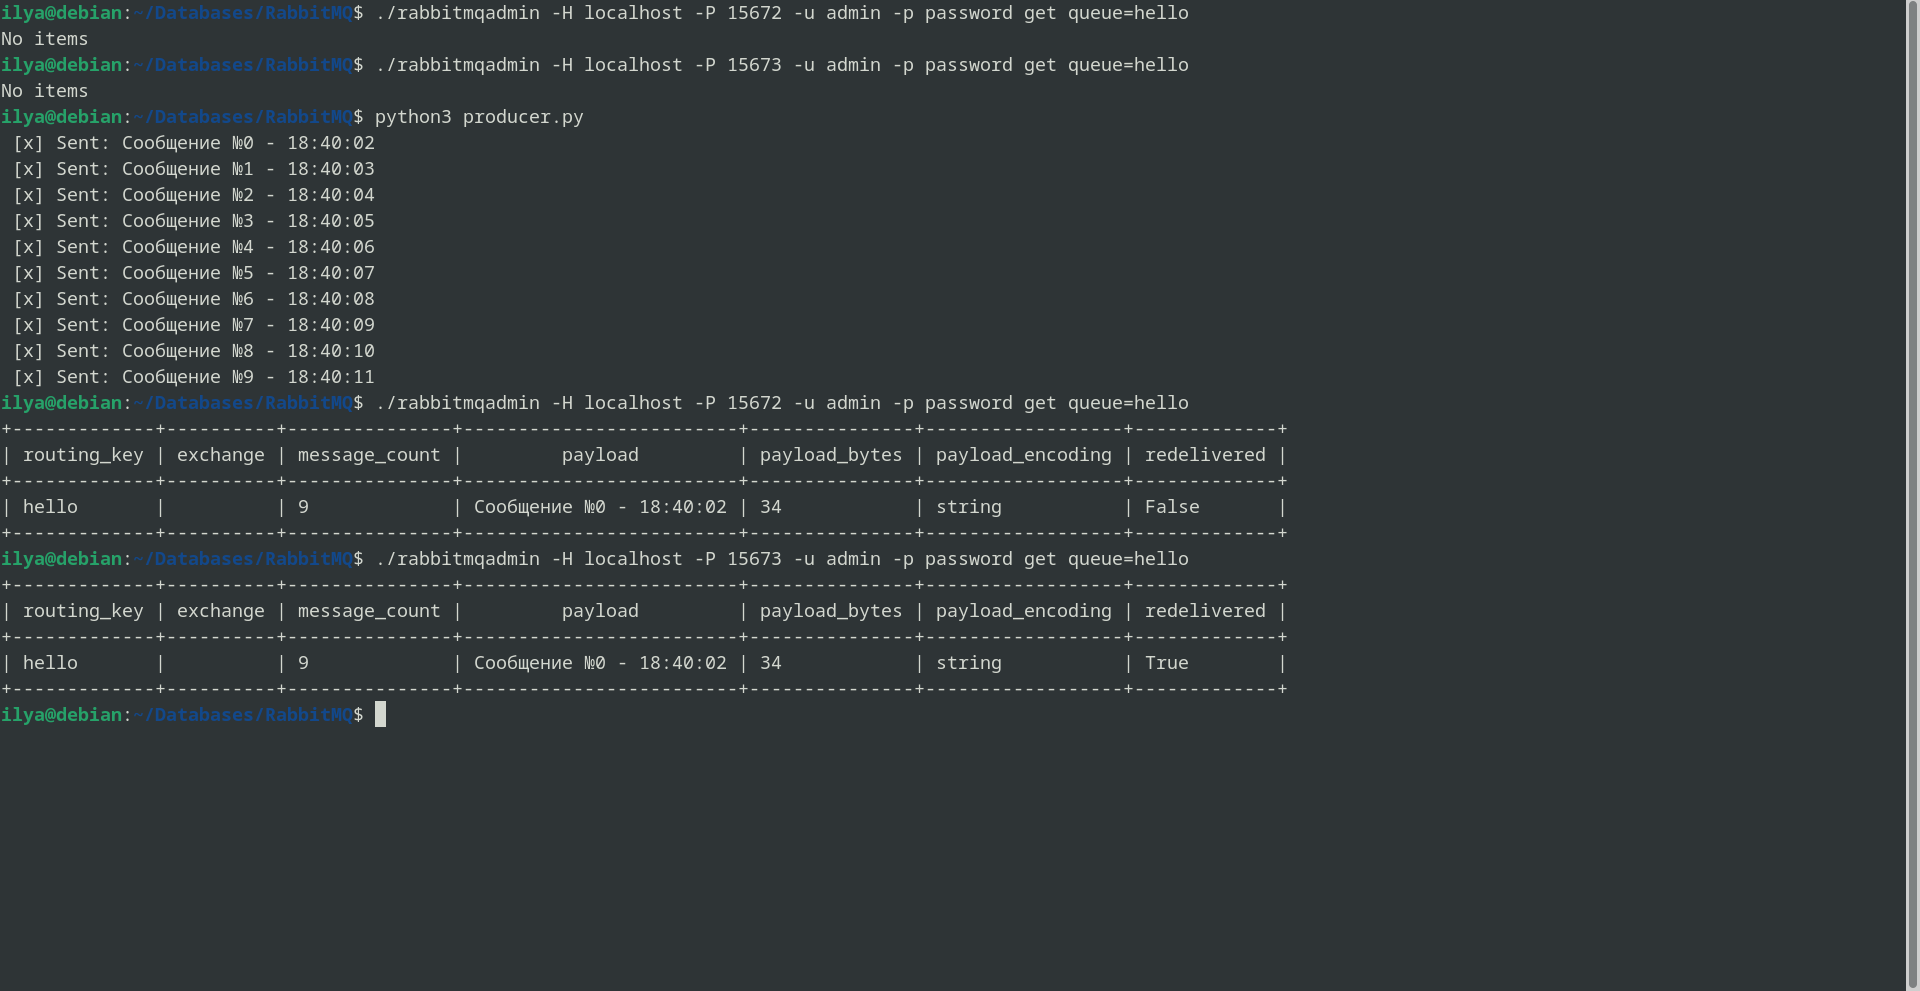 ilya@debian:~/Databases/RabbitMQ$ ./rabbitmqadmin -H localhost -P 15672 -u admin -p password get queue=hello
No items
ilya@debian:~/Databases/RabbitMQ$ ./rabbitmqadmin -H localhost -P 15673 -u admin -p password get queue=hello
No items
ilya@debian:~/Databases/RabbitMQ$ python3 producer.py
 [x] Sent: Сообщение №0 - 18:40:02
 [x] Sent: Сообщение №1 - 18:40:03
 [x] Sent: Сообщение №2 - 18:40:04
 [x] Sent: Сообщение №3 - 18:40:05
 [x] Sent: Сообщение №4 - 18:40:06
 [x] Sent: Сообщение №5 - 18:40:07
 [x] Sent: Сообщение №6 - 18:40:08
 [x] Sent: Сообщение №7 - 18:40:09
 [x] Sent: Сообщение №8 - 18:40:10
 [x] Sent: Сообщение №9 - 18:40:11
ilya@debian:~/Databases/RabbitMQ$ ./rabbitmqadmin -H localhost -P 15672 -u admin -p password get queue=hello
+-------------+----------+---------------+-------------------------+---------------+------------------+-------------+
| routing_key | exchange | message_count |         payload         | payload_bytes | payload_encoding | redelivered |
+-------------+----------+---------------+-------------------------+---------------+------------------+-------------+
| hello       |          | 9             | Сообщение №0 - 18:40:02 | 34            | string           | False       |
+-------------+----------+---------------+-------------------------+---------------+------------------+-------------+
ilya@debian:~/Databases/RabbitMQ$ ./rabbitmqadmin -H localhost -P 15673 -u admin -p password get queue=hello
+-------------+----------+---------------+-------------------------+---------------+------------------+-------------+
| routing_key | exchange | message_count |         payload         | payload_bytes | payload_encoding | redelivered |
+-------------+----------+---------------+-------------------------+---------------+------------------+-------------+
| hello       |          | 9             | Сообщение №0 - 18:40:02 | 34            | string           | True        |
+-------------+----------+---------------+-------------------------+---------------+------------------+-------------+
ilya@debian:~/Databases/RabbitMQ$